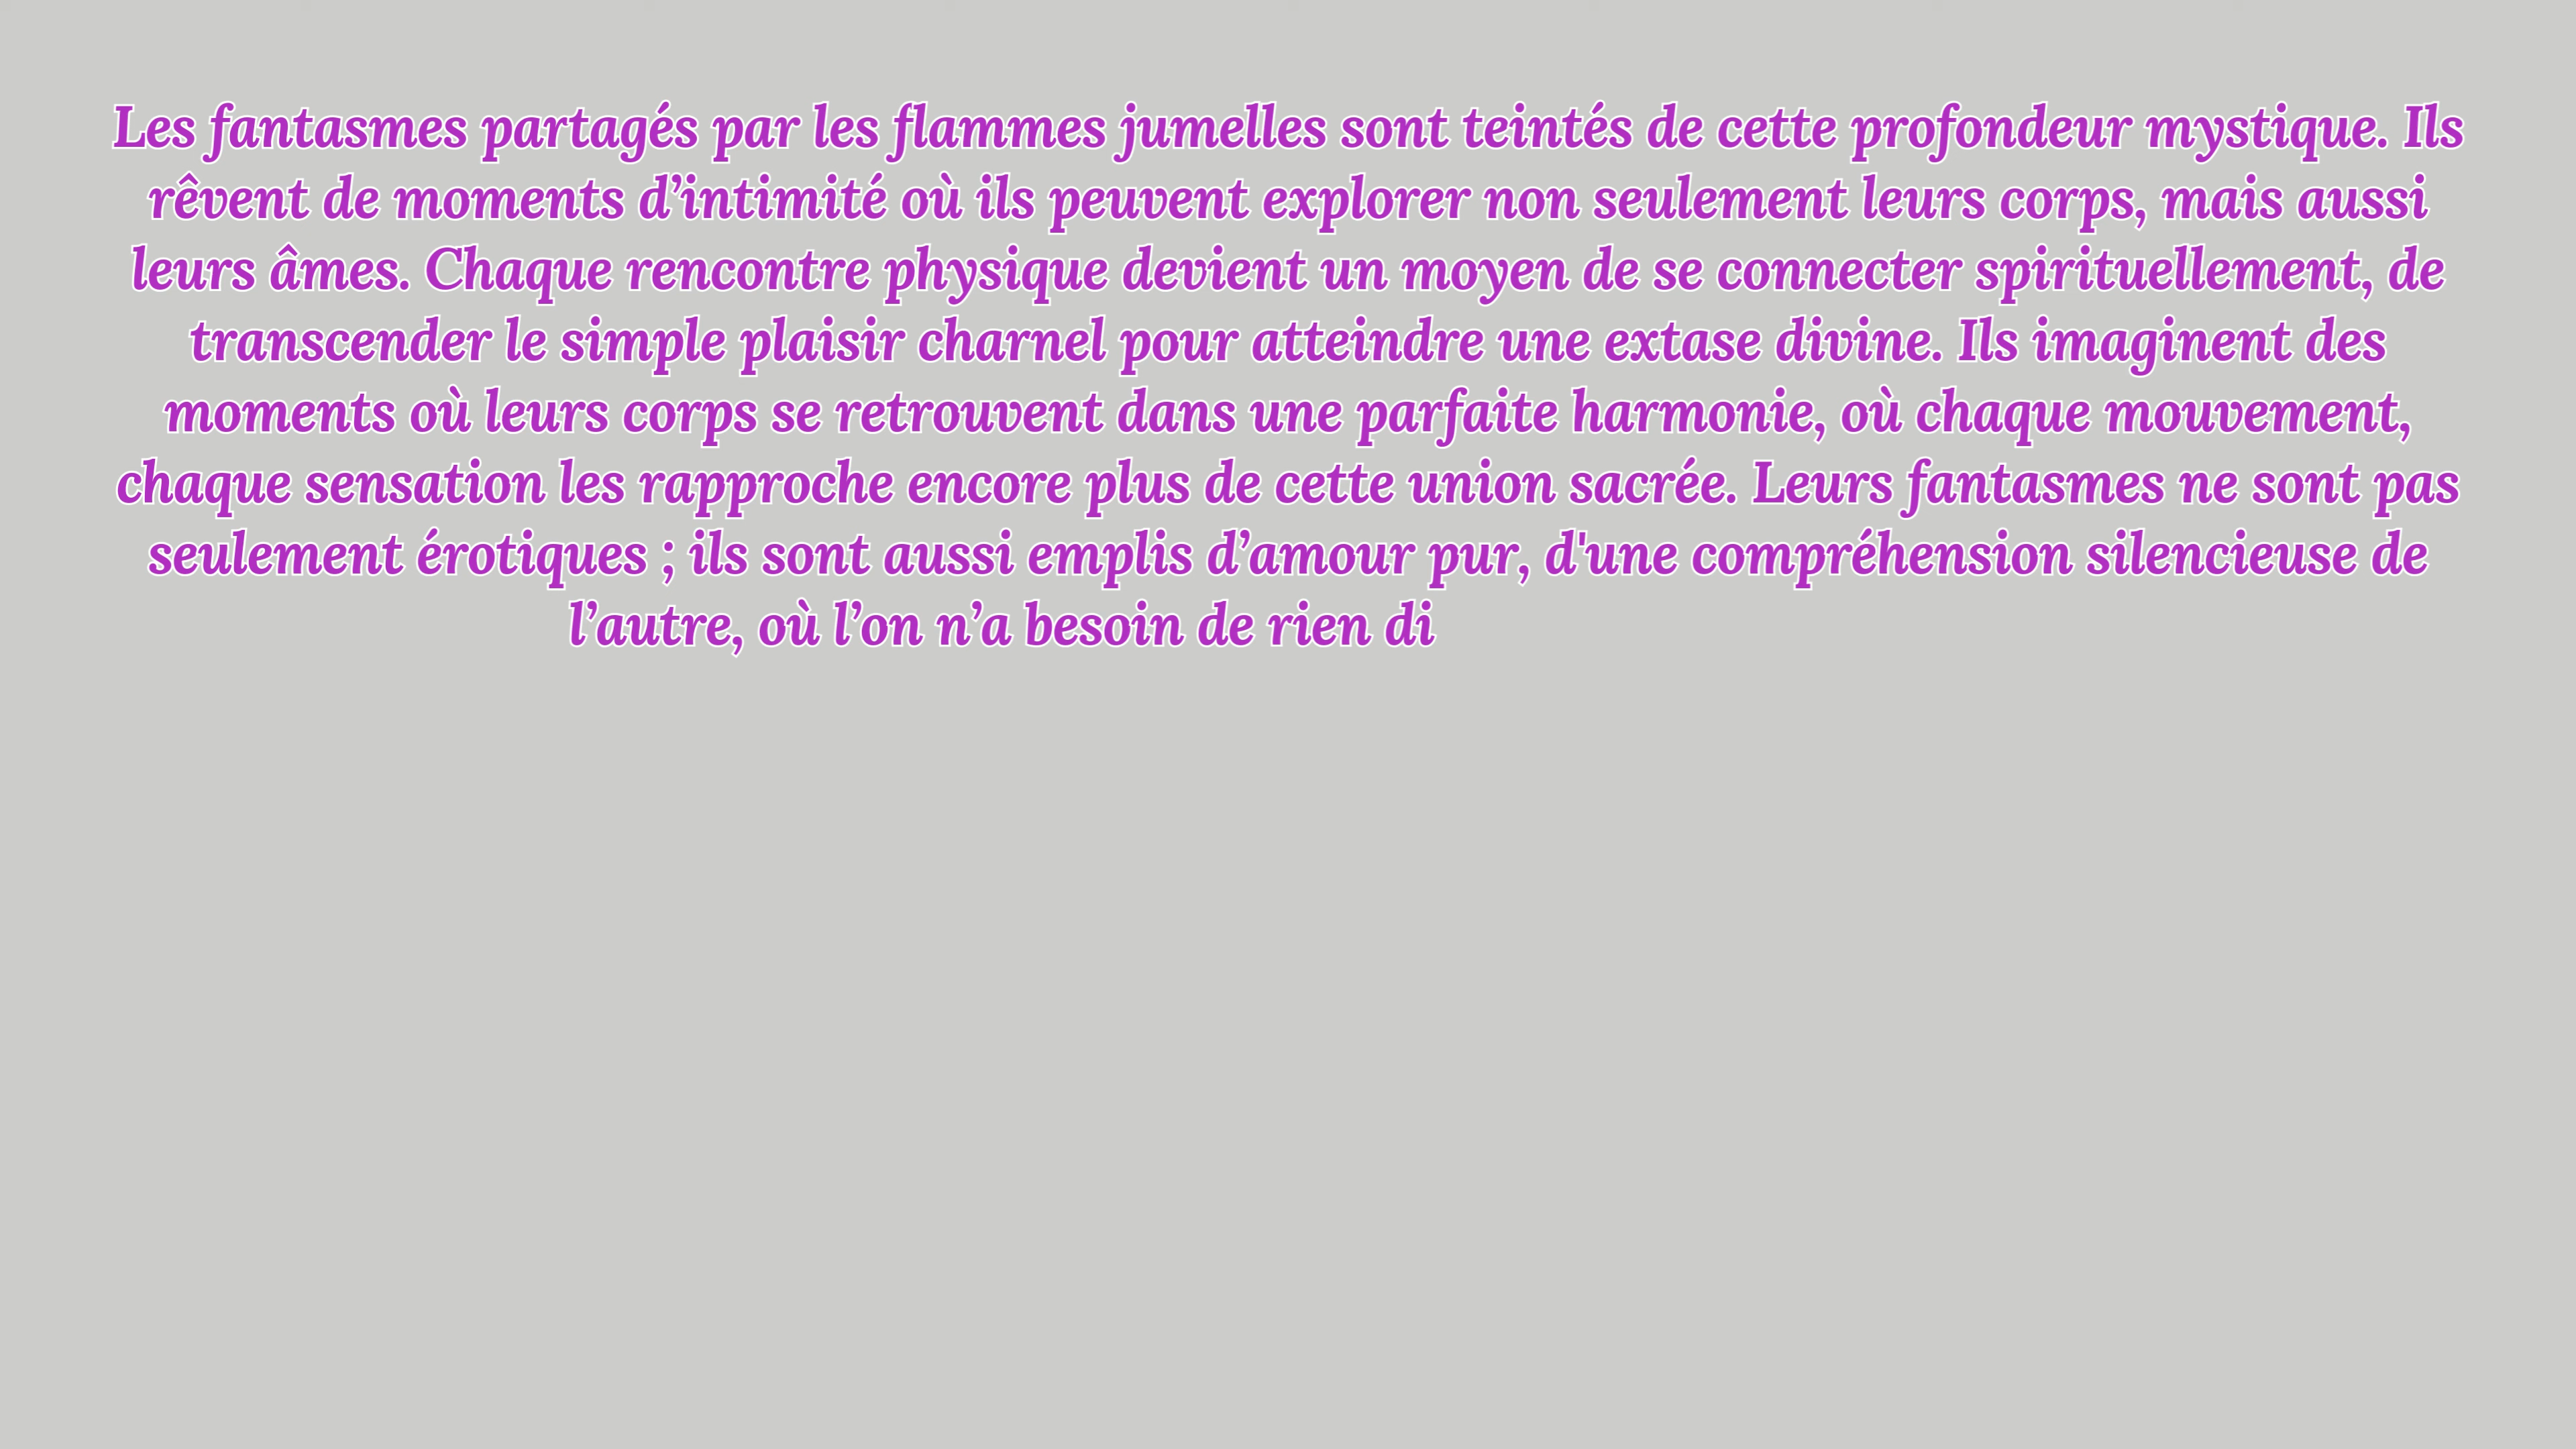 Les fantasmes partagés par les flammes jumelles sont teintés de cette profondeur mystique. Ils
rêvent de moments d’intimité où ils peuvent explorer non seulement leurs corps, mais aussi
leurs âmes. Chaque rencontre physique devient un moyen de se connecter spirituellement, de
transcender le simple plaisir charnel pour atteindre une extase divine. Ils imaginent des
moments où leurs corps se retrouvent dans une parfaite harmonie, où chaque mouvement,
chaque sensation les rapproche encore plus de cette union sacrée. Leurs fantasmes ne sont pas
seulement érotiques ; ils sont aussi emplis d’amour pur, d'une compréhension silencieuse de
l’autre, où l’on n’a besoin de rien di